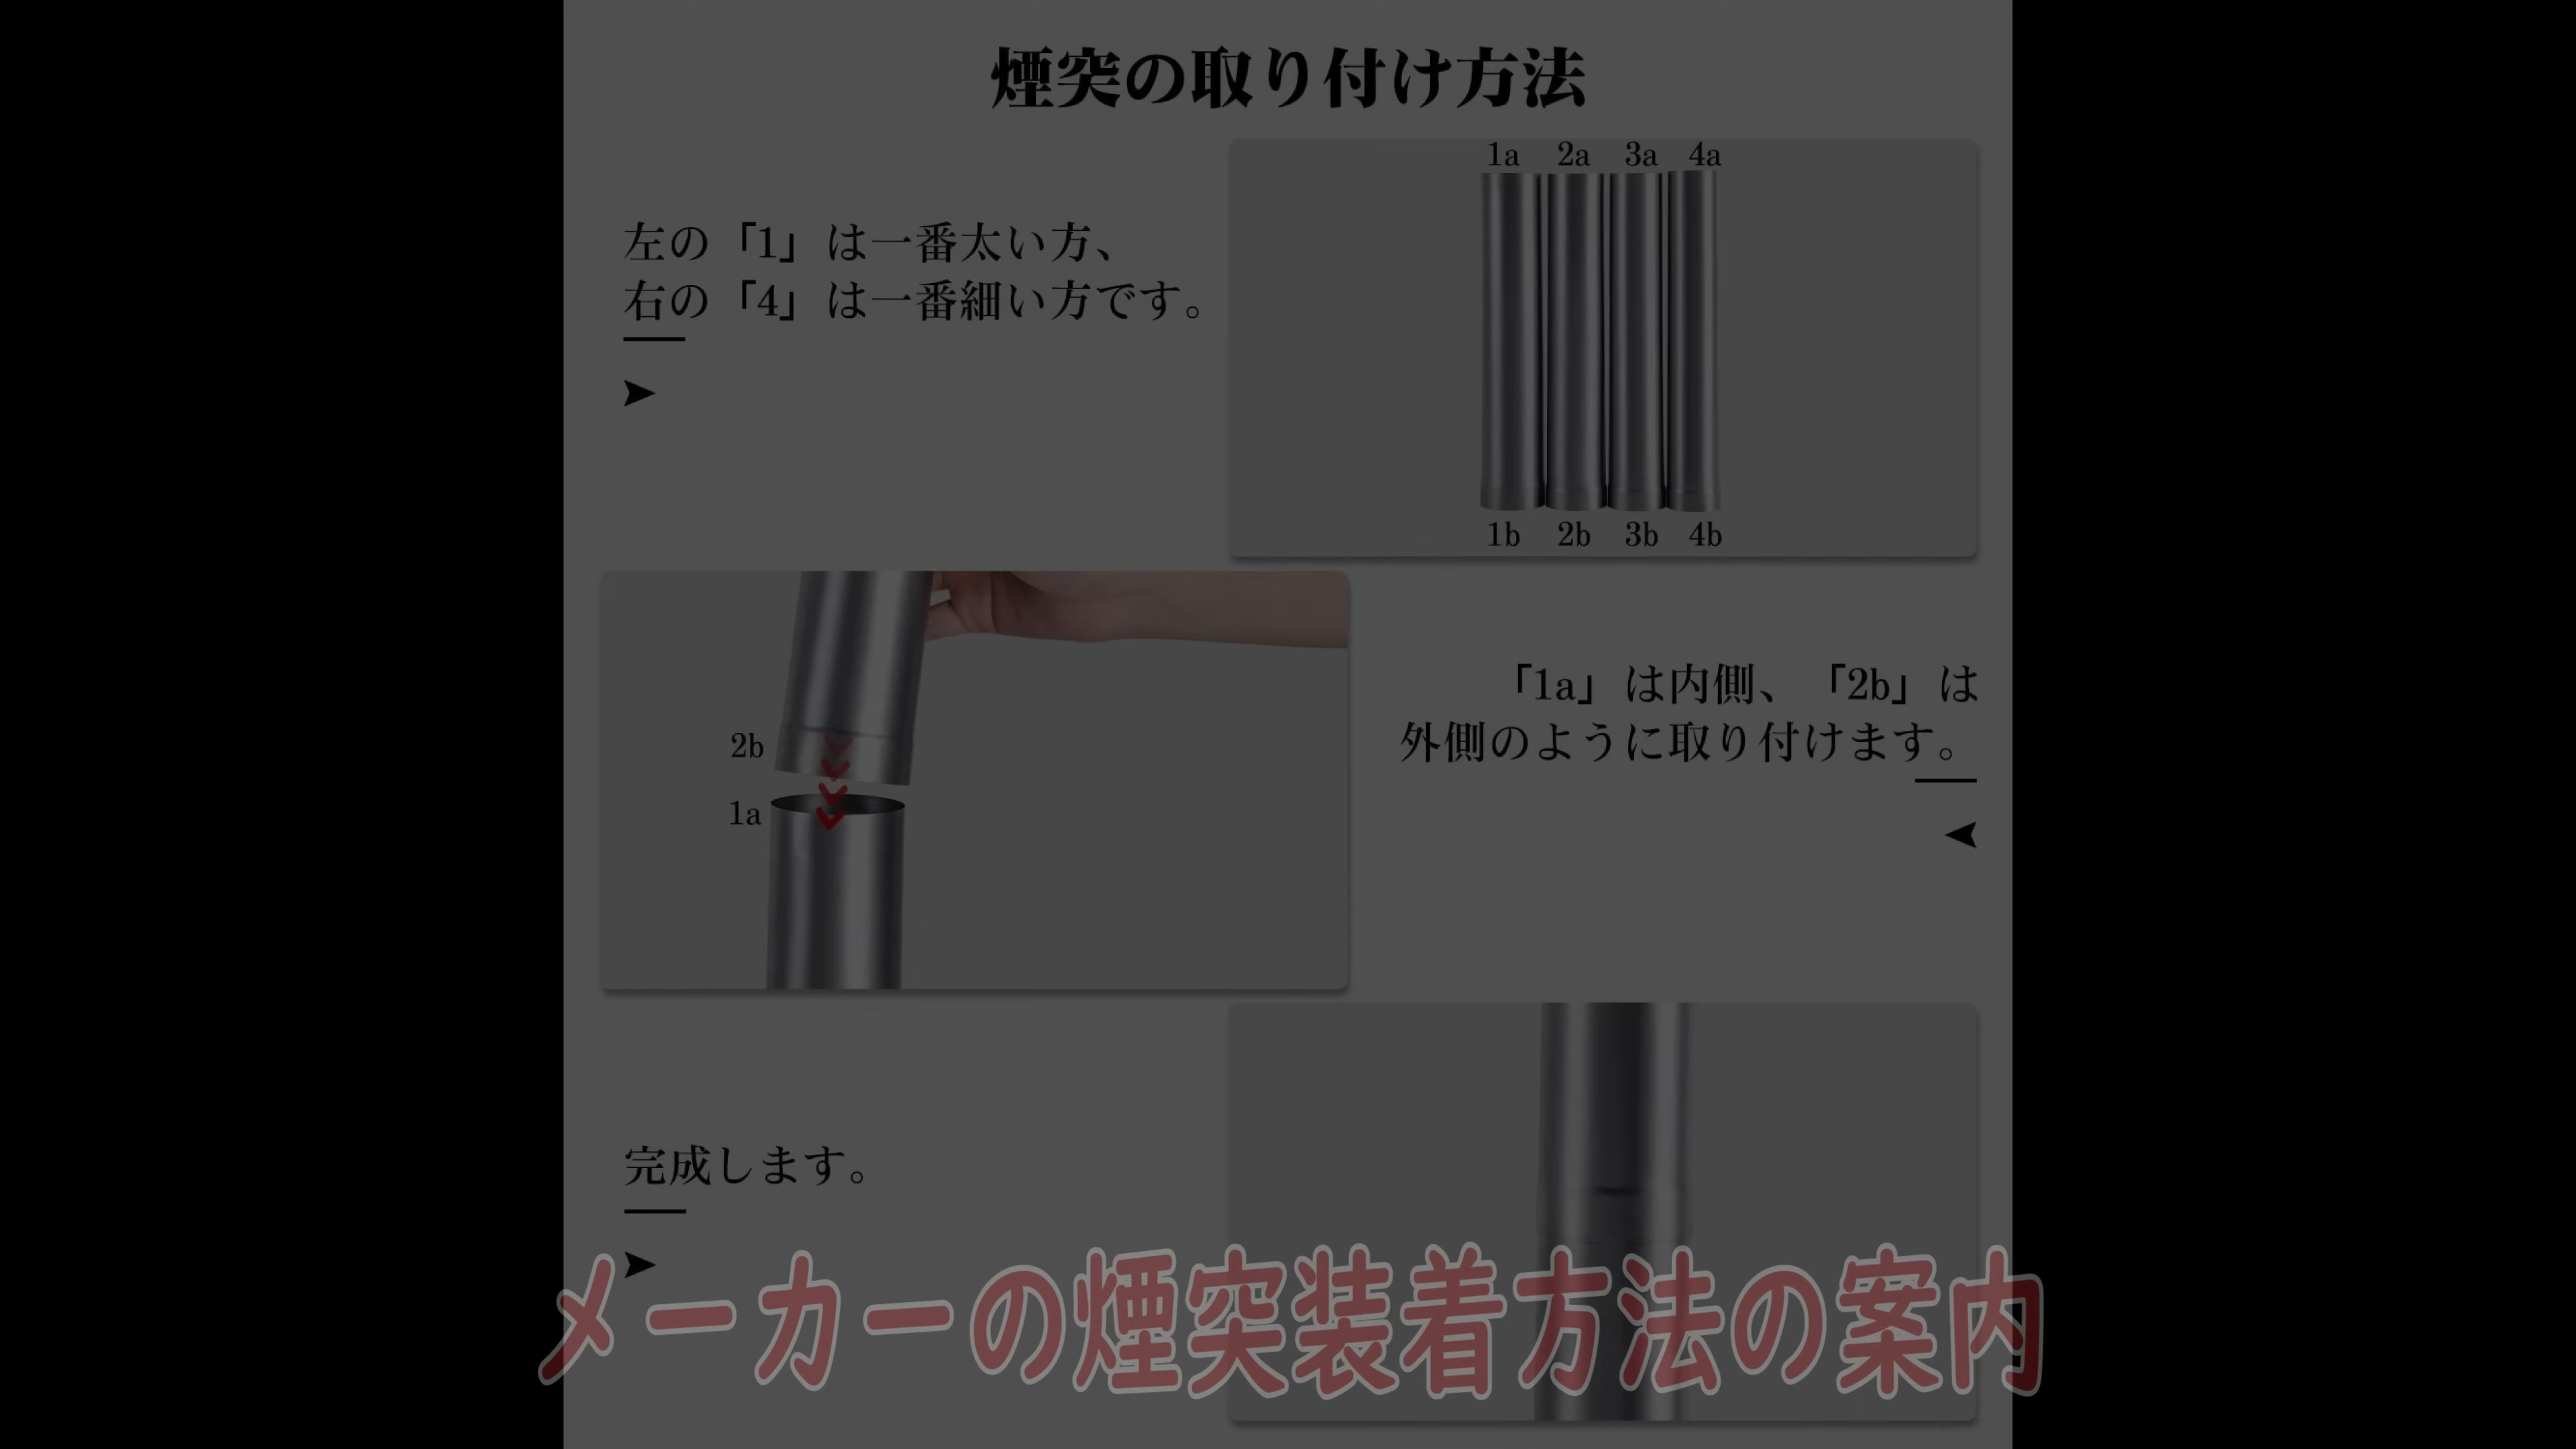 煙突の取り付け方法
1a 2a 3a 4a
左の「1」は一番太い方、
右の「4」は一番細い方です。
1b 2b 3b 4b
「1a」は内側、「2b」は
外側のように取り付けます。
2b
1a
完成します。
メーカーの煙突装着方法の案内